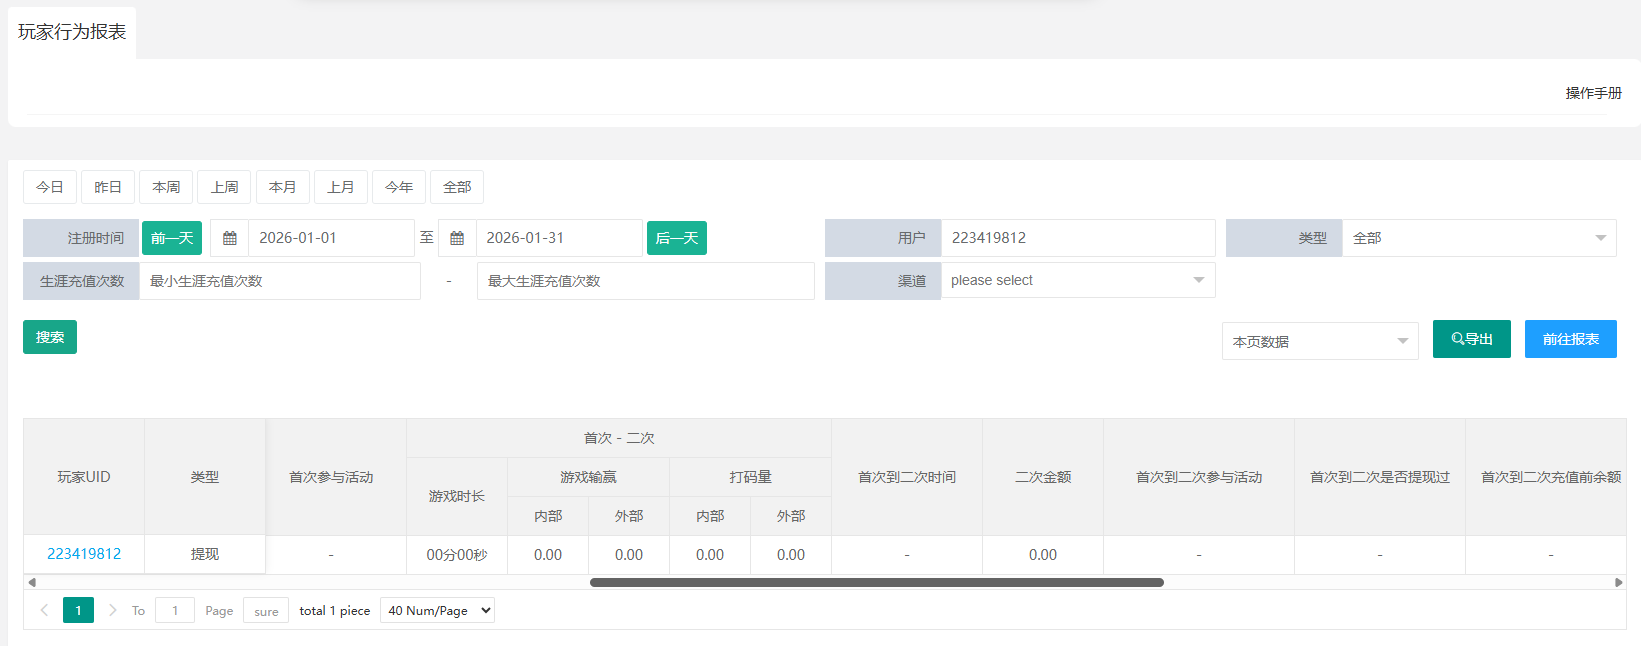 玩家行为报表
操作手册
今日 昨日 本周 上周 本月 上月 今年 全部
注册时间 前一天 2026-01-01 至 2026-01-31 后一天 用户 223419812 类型 全部
生涯充值次数 最小生涯充值次数 - 最大生涯充值次数 渠道 please select
搜索 本页数据 导出 前往报表
首次 - 二次
玩家UID 类型 首次参与活动 游戏时长 游戏输赢 打码量 首次到二次时间 二次金额 首次到二次参与活动 首次到二次是否提现过 首次到二次充值前余额
内部 外部 内部 外部
223419812 提现 - 00分00秒 0.00 0.00 0.00 0.00 - 0.00 - - -
1 To 1 Page sure total 1 piece 40 Num/Page